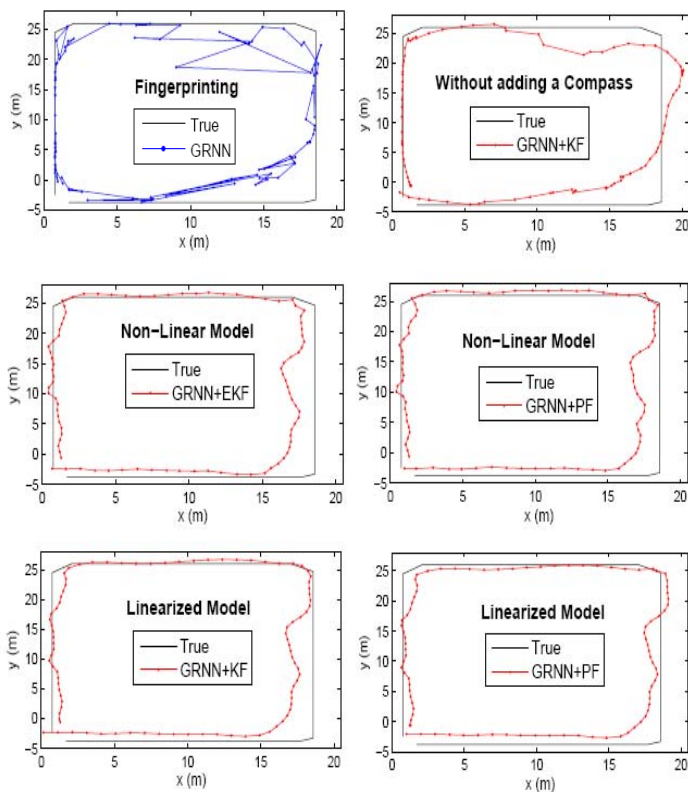 25
20
15
10
5
0
−5
y (m)
Fingerprinting
True
GRNN
0 5 10 15 20
x (m)
25
20
15
10
5
0
−5
y (m)
Without adding a Compass
True
GRNN+KF
0 5 10 15 20
x (m)
25
20
15
10
5
0
−5
y (m)
Non−Linear Model
True
GRNN+EKF
0 5 10 15 20
x (m)
25
20
15
10
5
0
−5
y (m)
Non−Linear Model
True
GRNN+PF
0 5 10 15 20
x (m)
25
20
15
10
5
0
−5
y (m)
Linearized Model
True
GRNN+KF
0 5 10 15 20
x (m)
25
20
15
10
5
0
−5
y (m)
Linearized Model
True
GRNN+PF
0 5 10 15 20
x (m)